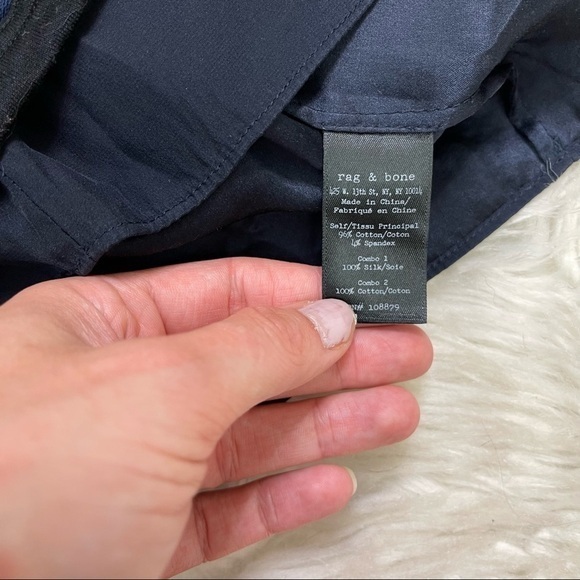 rag & bone
425 W. 13th St, NY, NY 10014
Made in China/
Fabriqué en Chine
Self/Tissu Principal
96% Cotton/Coton
4% Spandex
Combo 1
100% Silk/Soie
Combo 2
100% Cotton/Coton
108879